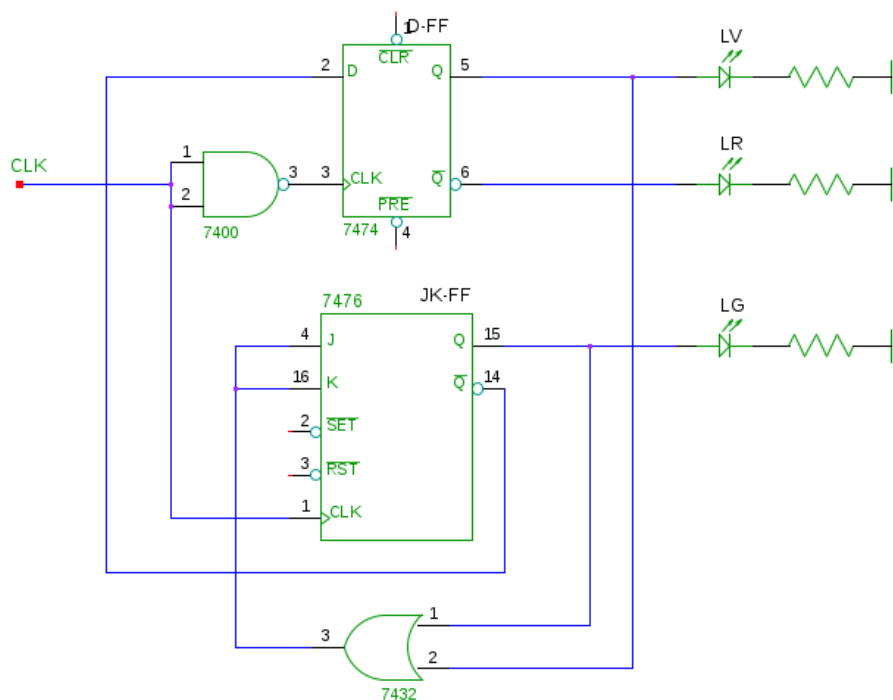 1 D-FF
CLR
LV
2 D Q 5
CLK
1
2
3
7400
3 CLK
Q 6
LR
PRE
7474
4
7476
JK-FF
4 J
Q 15
LG
16 K
Q 14
2 SET
3 RST
1 CLK
1
3
2
7432